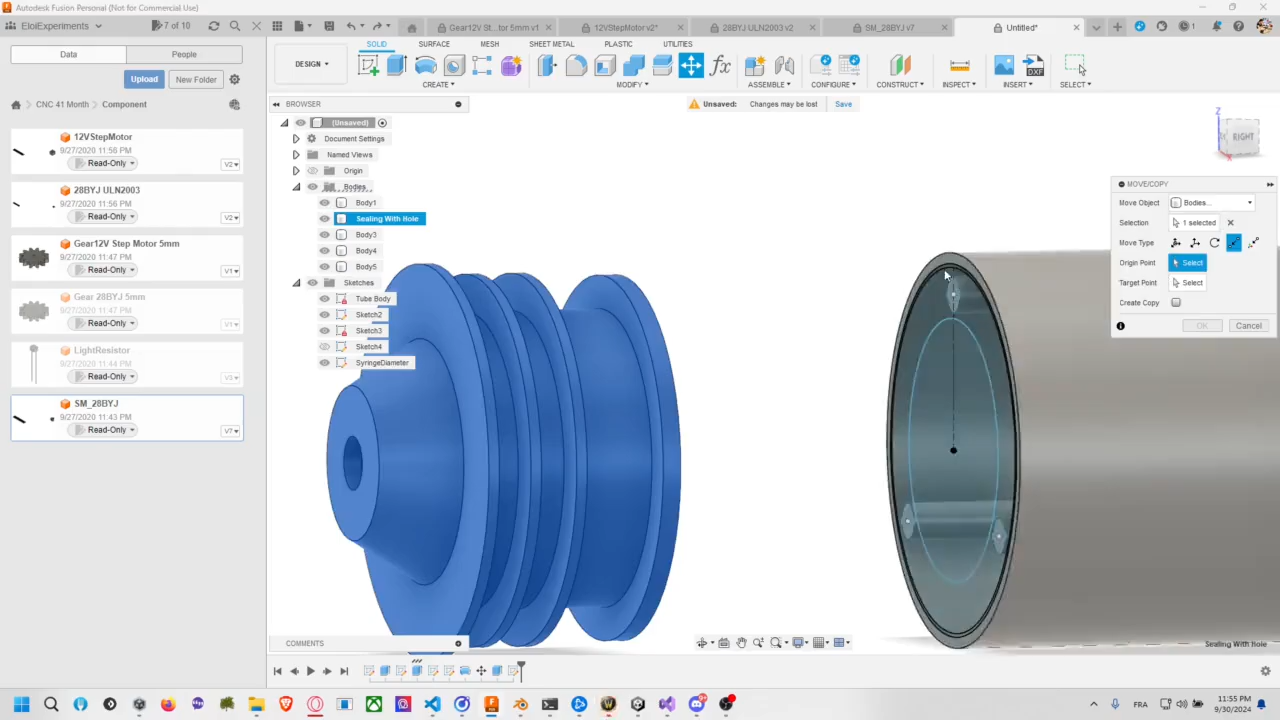 Autodesk Fusion Personal (Not for Commercial Use)
EloiExperiments
7 of 10
Gear12V St...tor 5mm v1
12VStepMotor v2*
28BYJ ULN2003 v2
SM_28BYJ v7
Untitled*
1
Data
People
SOLID
SURFACE
MESH
SHEET METAL
PLASTIC
UTILITIES
DESIGN
Upload
New Folder
CREATE
MODIFY
ASSEMBLE
CONFIGURE
CONSTRUCT
INSPECT
INSERT
SELECT
CNC 41 Month
Component
BROWSER
Unsaved:
Changes may be lost
Save
(Unsaved)
Document Settings
Named Views
Origin
Bodies
Body1
Sealing With Hole
Body3
Body4
Body5
Sketches
Tube Body
Sketch2
Sketch3
Sketch4
SyringeDiameter
12VStepMotor
9/27/2020 11:56 PM
Read-Only
V2
28BYJ ULN2003
9/27/2020 11:56 PM
Read-Only
V2
Gear12V Step Motor 5mm
9/27/2020 11:47 PM
Read-Only
V1
Gear 28BYJ 5mm
9/27/2020 11:47 PM
Read-Only
V1
LightResistor
9/27/2020 11:44 PM
Read-Only
V3
SM_28BYJ
9/27/2020 11:43 PM
Read-Only
V7
Z
RIGHT
MOVE/COPY
Move Object
Bodies...
Selection
1 selected
Move Type
Origin Point
Select
Target Point
Select
Create Copy
OK
Cancel
COMMENTS
Sealing With Hole
FRA
11:55 PM
9/30/2024